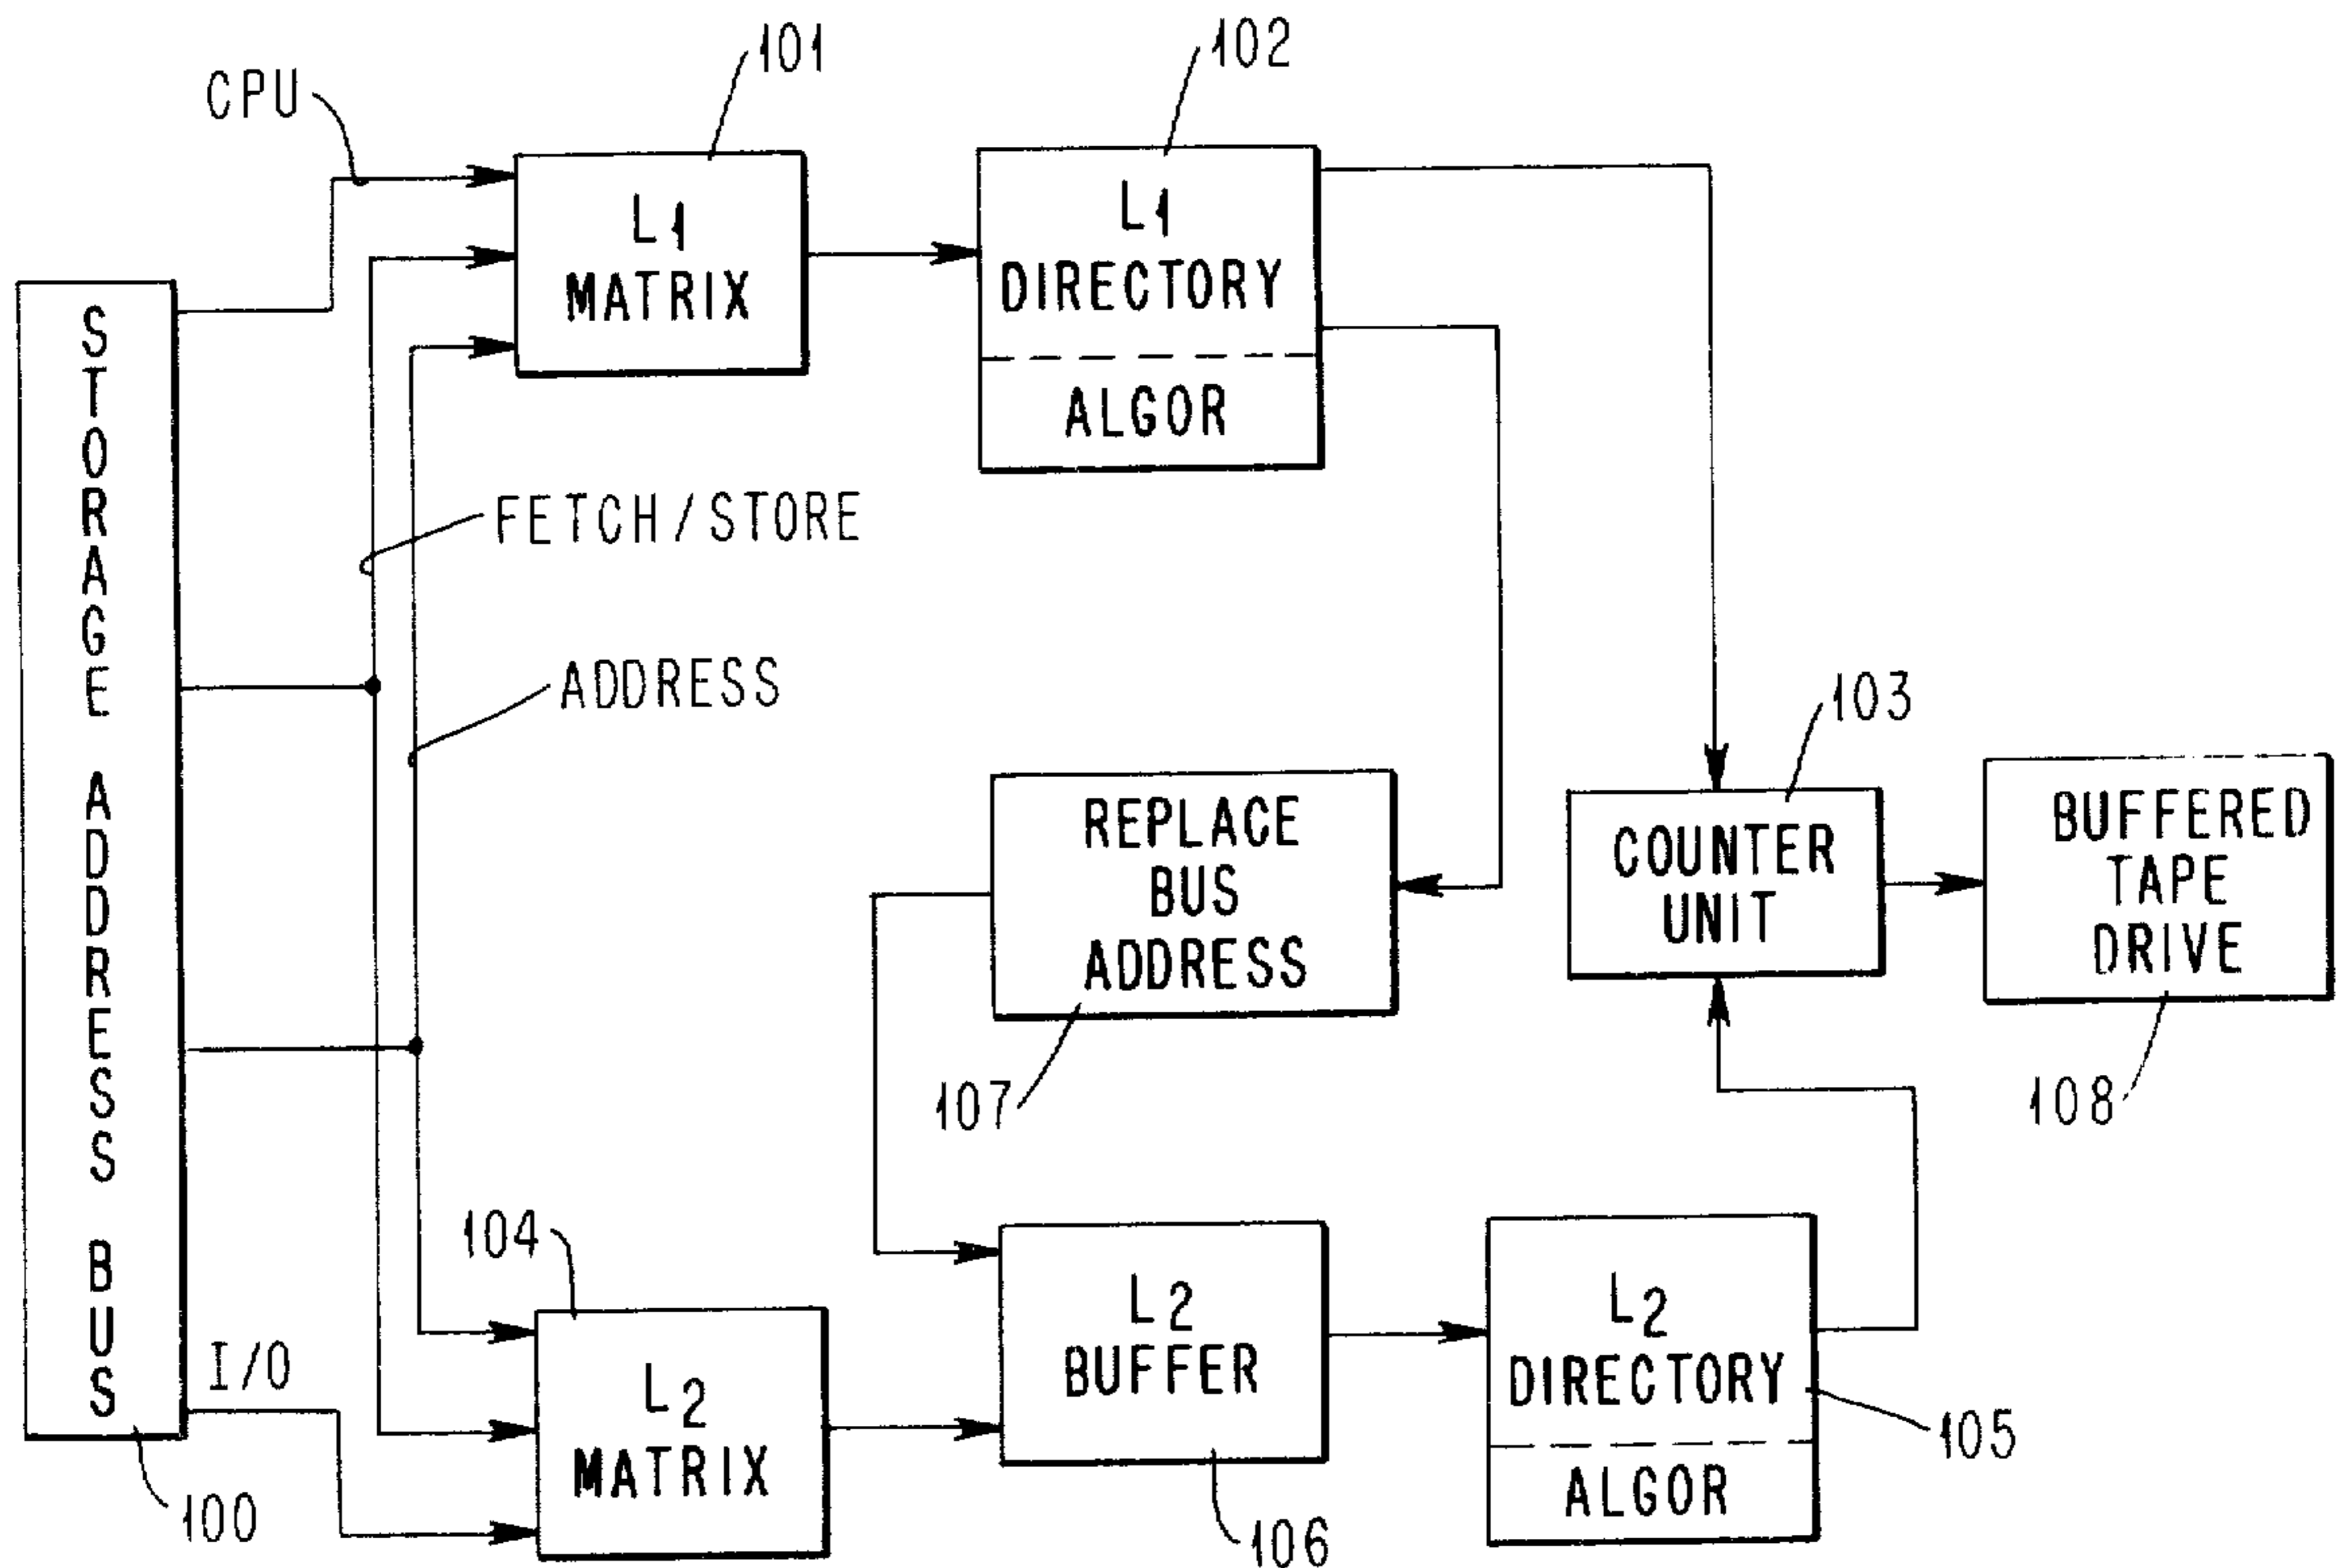 CPU
101
102
L1
MATRIX
L1
DIRECTORY
ALGOR
STORAGE ADDRESS BUS
FETCH/STORE
ADDRESS
103
REPLACE
BUS
ADDRESS
COUNTER
UNIT
BUFFERED
TAPE
DRIVE
107
108
104
L2
BUFFER
L2
DIRECTORY
ALGOR
I/O
L2
MATRIX
105
100
106